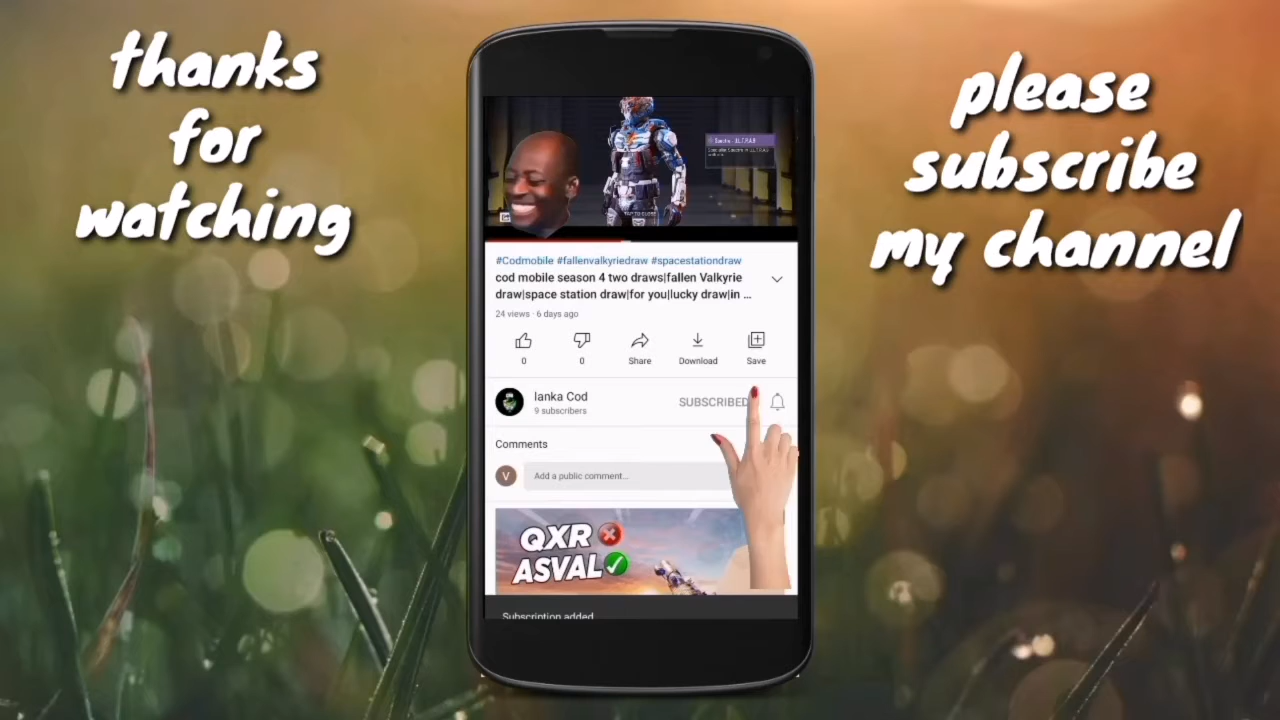 thanks
for
watching
please
subscribe
my channel
#Codmobile #fallenvalkyriedraw #spacestationdraw
cod mobile season 4 two draws|fallen Valkyrie
draw|space station draw|for you|lucky draw|in ...
24 views · 6 days ago
0
0
Share
Download
Save
lanka Cod
9 subscribers
SUBSCRIBED
Comments
V
Add a public comment...
QXR
ASVAL
Subscription added